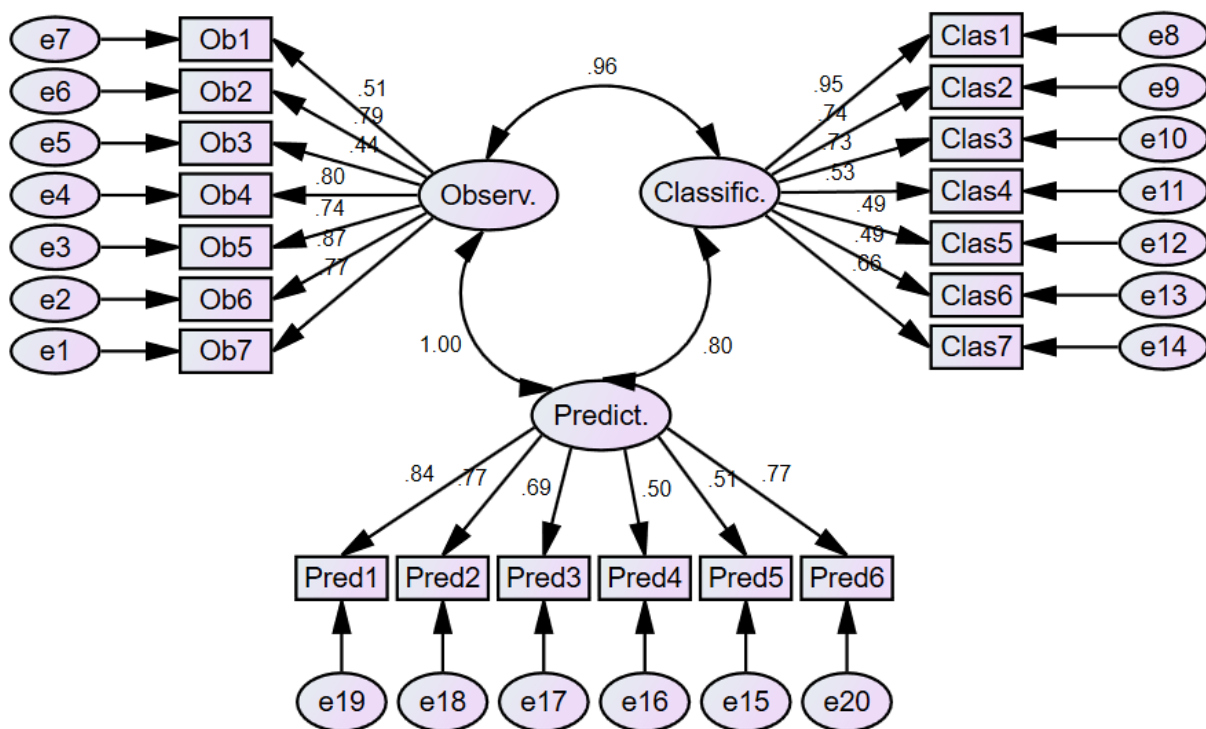 e7 Ob1 Clas1 e8
.96
.51 .95
e6 Ob2 Clas2 e9
.79 .74
e5 Ob3 .44 .73 Clas3 e10
.80 .53
e4 Ob4 Observ. Classific. Clas4 e11
.74 .49
e3 Ob5 Clas5 e12
.87 .49
.77 .66
e2 Ob6 Clas6 e13
1.00 .80
e1 Ob7 Clas7 e14
Predict.
.84 .77 .69 .50 .51 .77
Pred1 Pred2 Pred3 Pred4 Pred5 Pred6
e19 e18 e17 e16 e15 e20